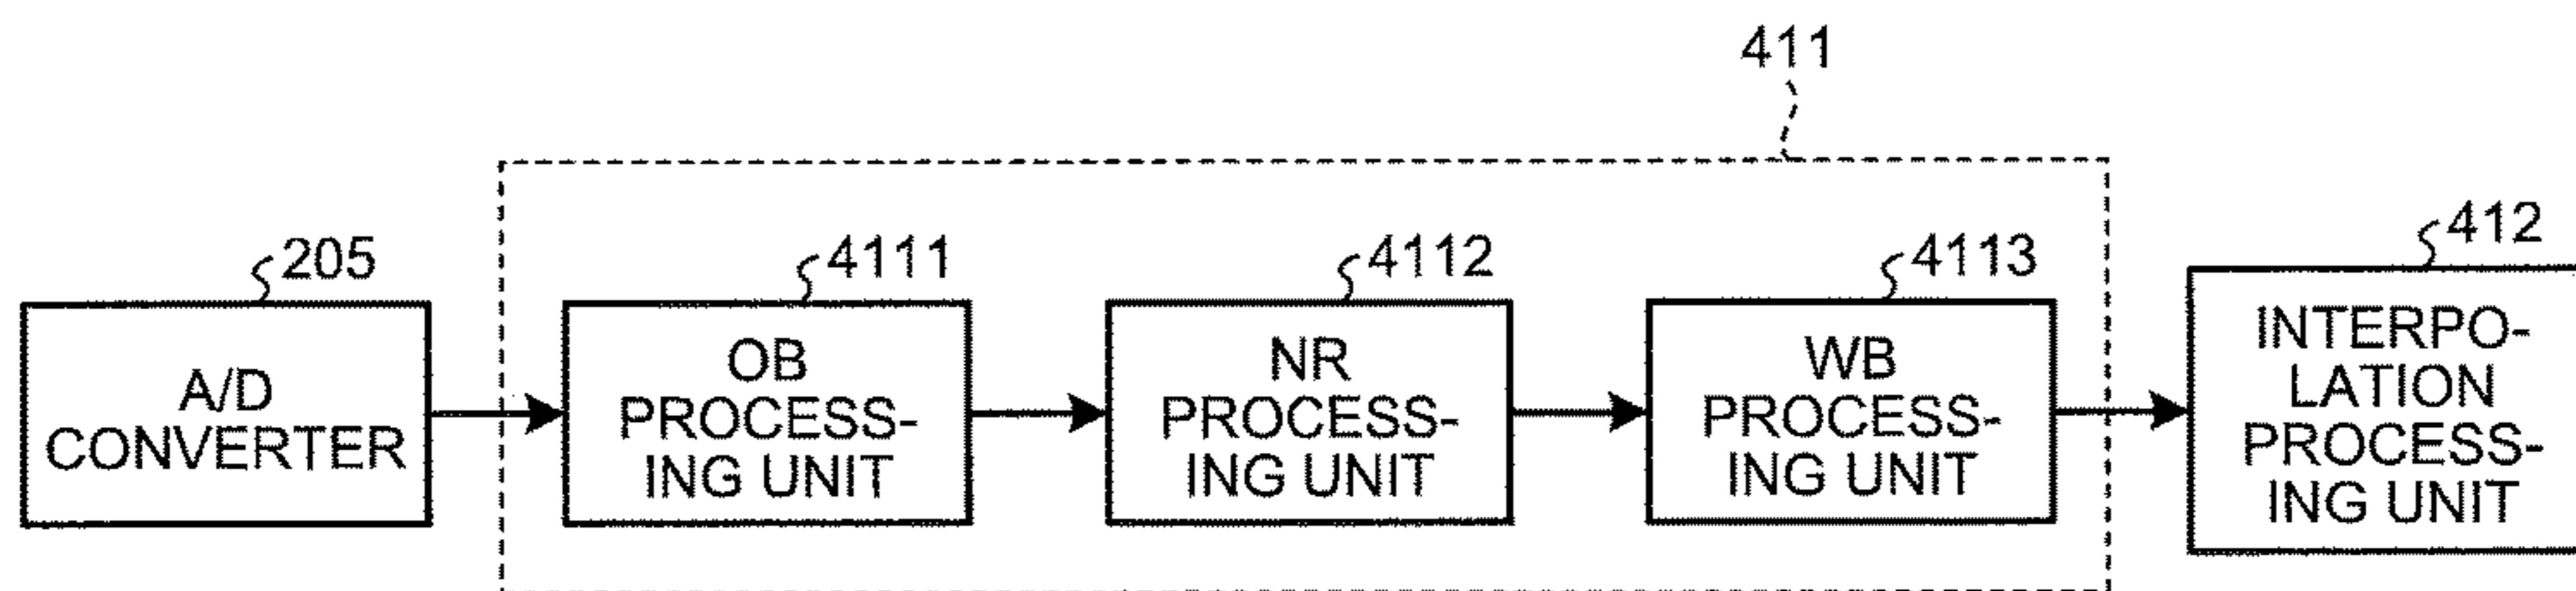 411
205
4111
4112
4113
412
A/D
CONVERTER
OB
PROCESS-
ING UNIT
NR
PROCESS-
ING UNIT
WB
PROCESS-
ING UNIT
INTERPO-
LATION
PROCESS-
ING UNIT